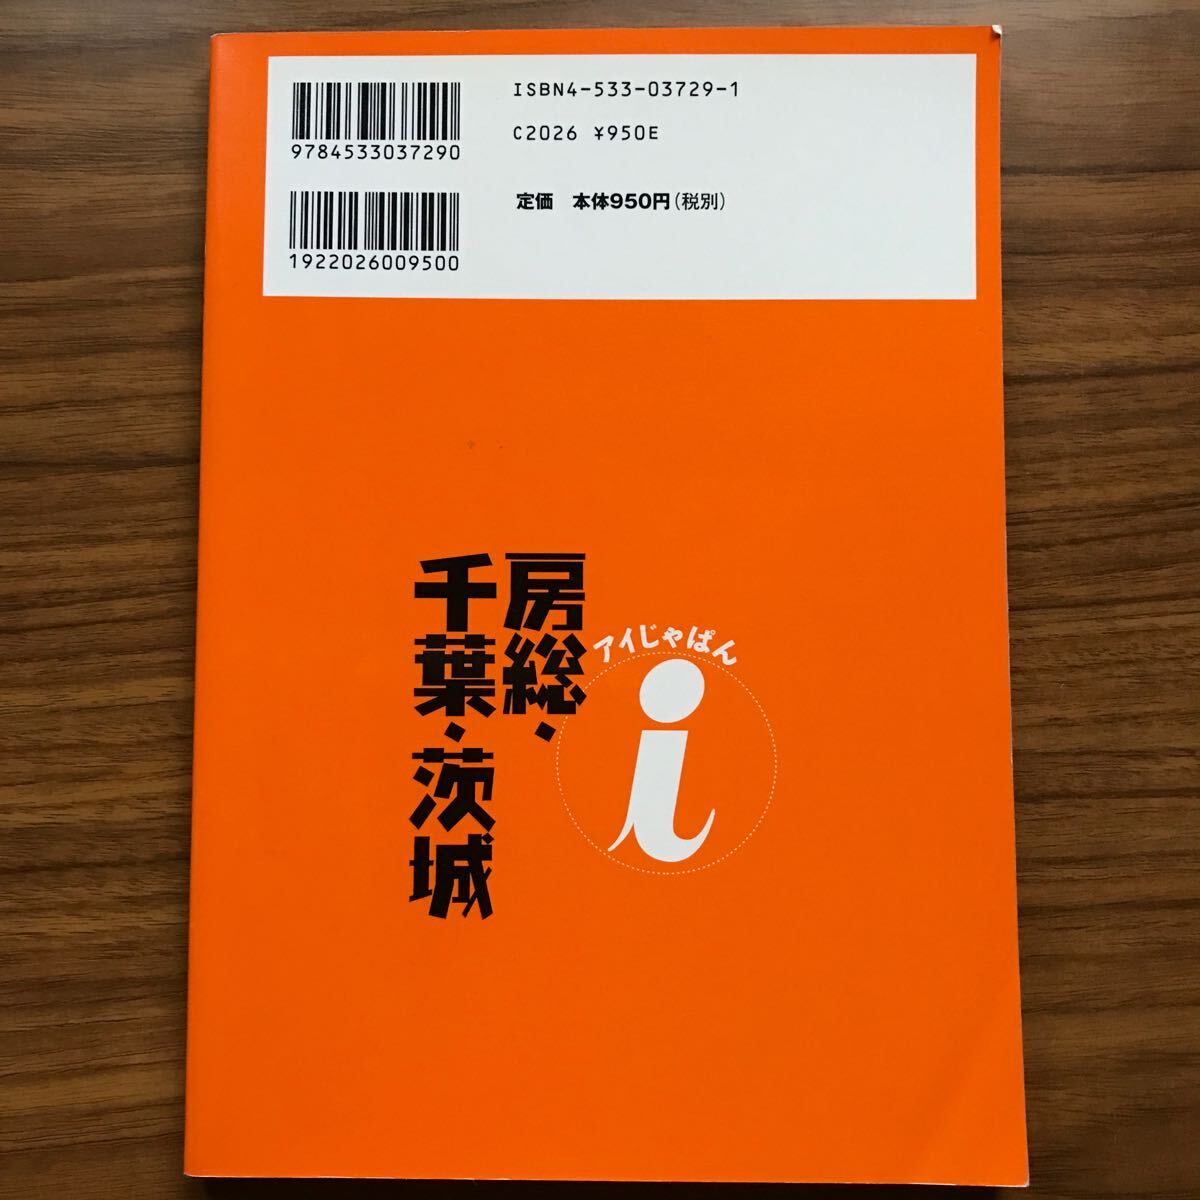 ISBN4-533-03729-1
9784533037290
C2026 ¥950E
定価 本体950円(税別)
1922026009500
アイじゃぱん
i
房総・
千葉・茨城